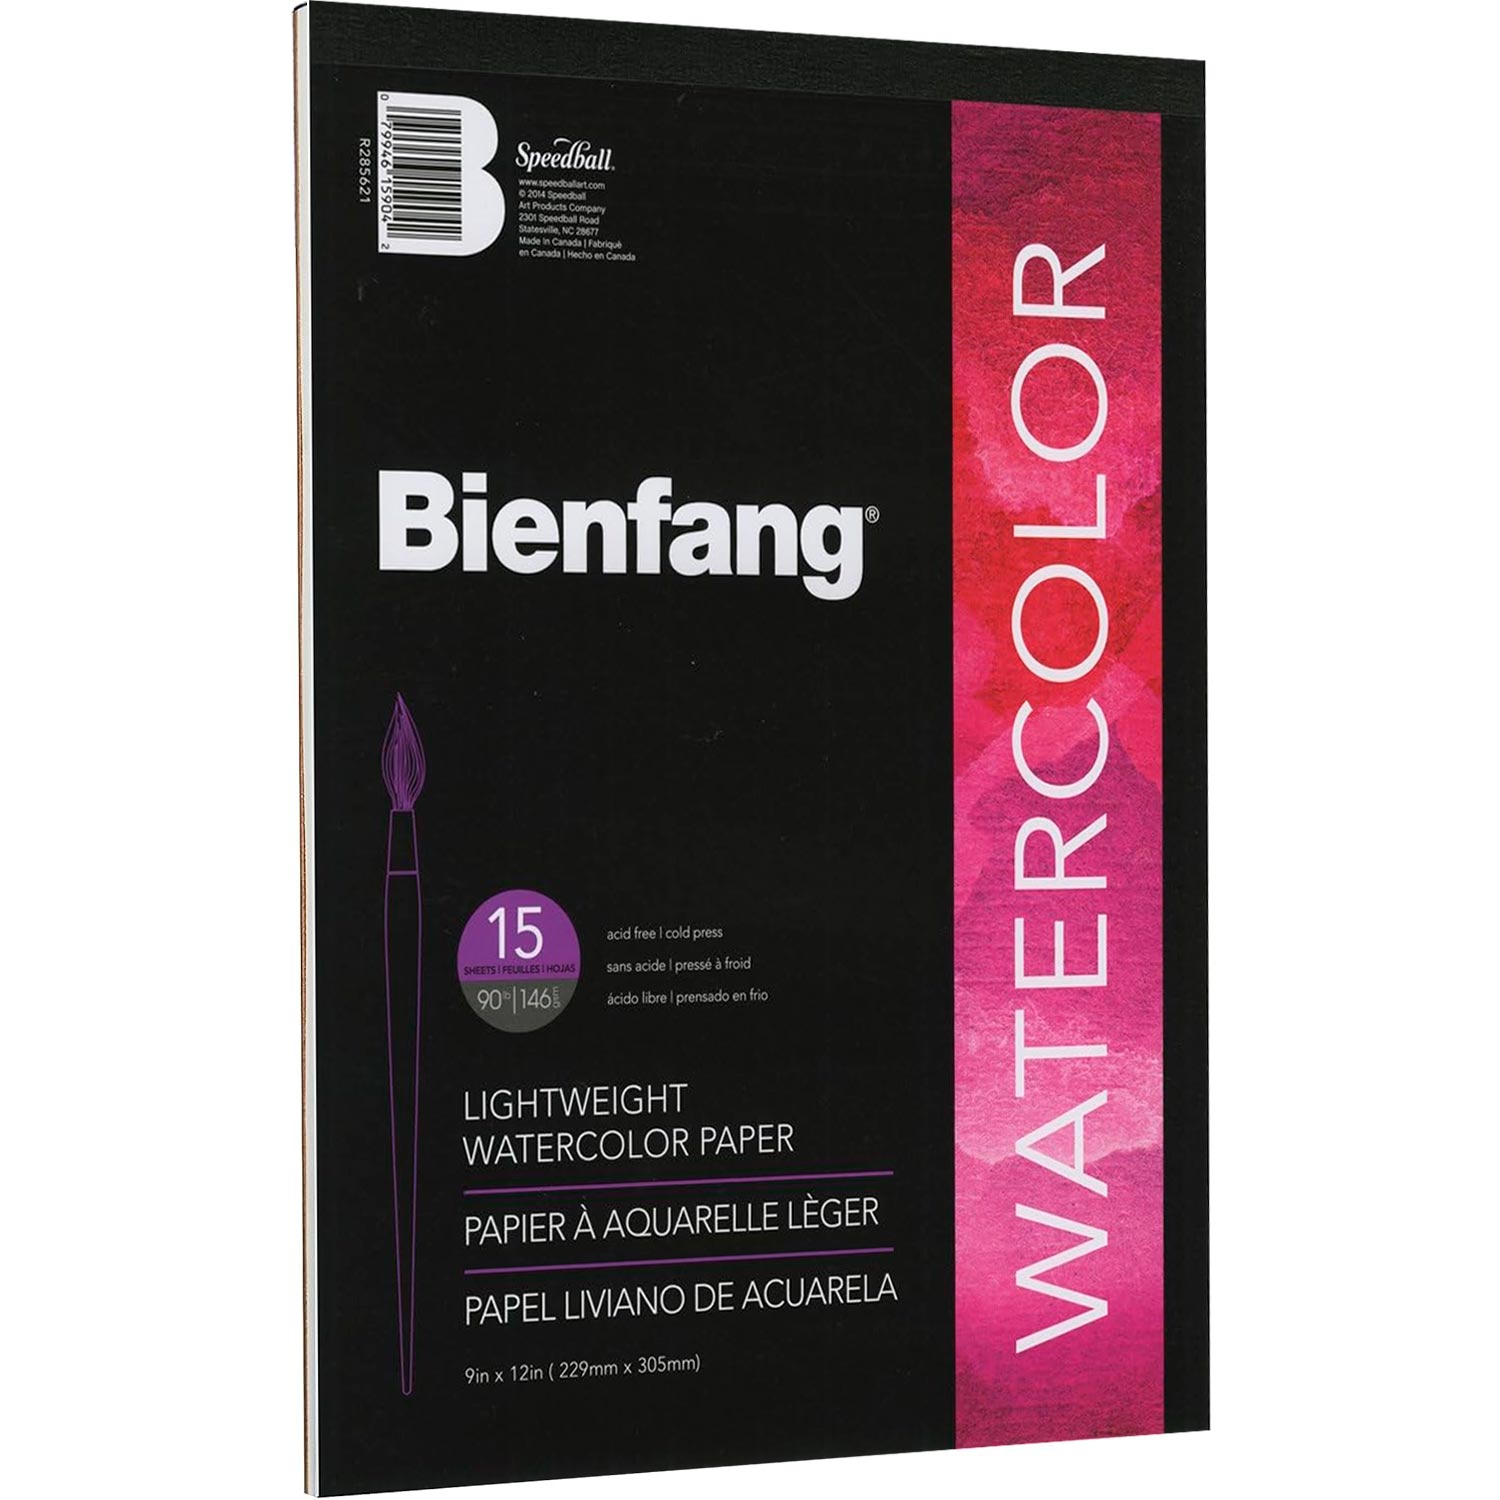 0 79946 15904 2
R285621
Speedball®
www.speedballart.com
© 2014 Speedball
Art Products Company
2301 Speedball Road
Statesville, NC 28677
Made in Canada | Fabriquè
en Canada | Hecho en Canada
Bienfang®
WATERCOLOR
15
SHEETS | FEUILLES | HOJAS
90lb | 146gsm
acid free | cold press
sans acide | pressé à froid
ácido libre | prensado en frio
LIGHTWEIGHT
WATERCOLOR PAPER
PAPIER À AQUARELLE LÈGER
PAPEL LIVIANO DE ACUARELA
9in x 12in ( 229mm x 305mm)